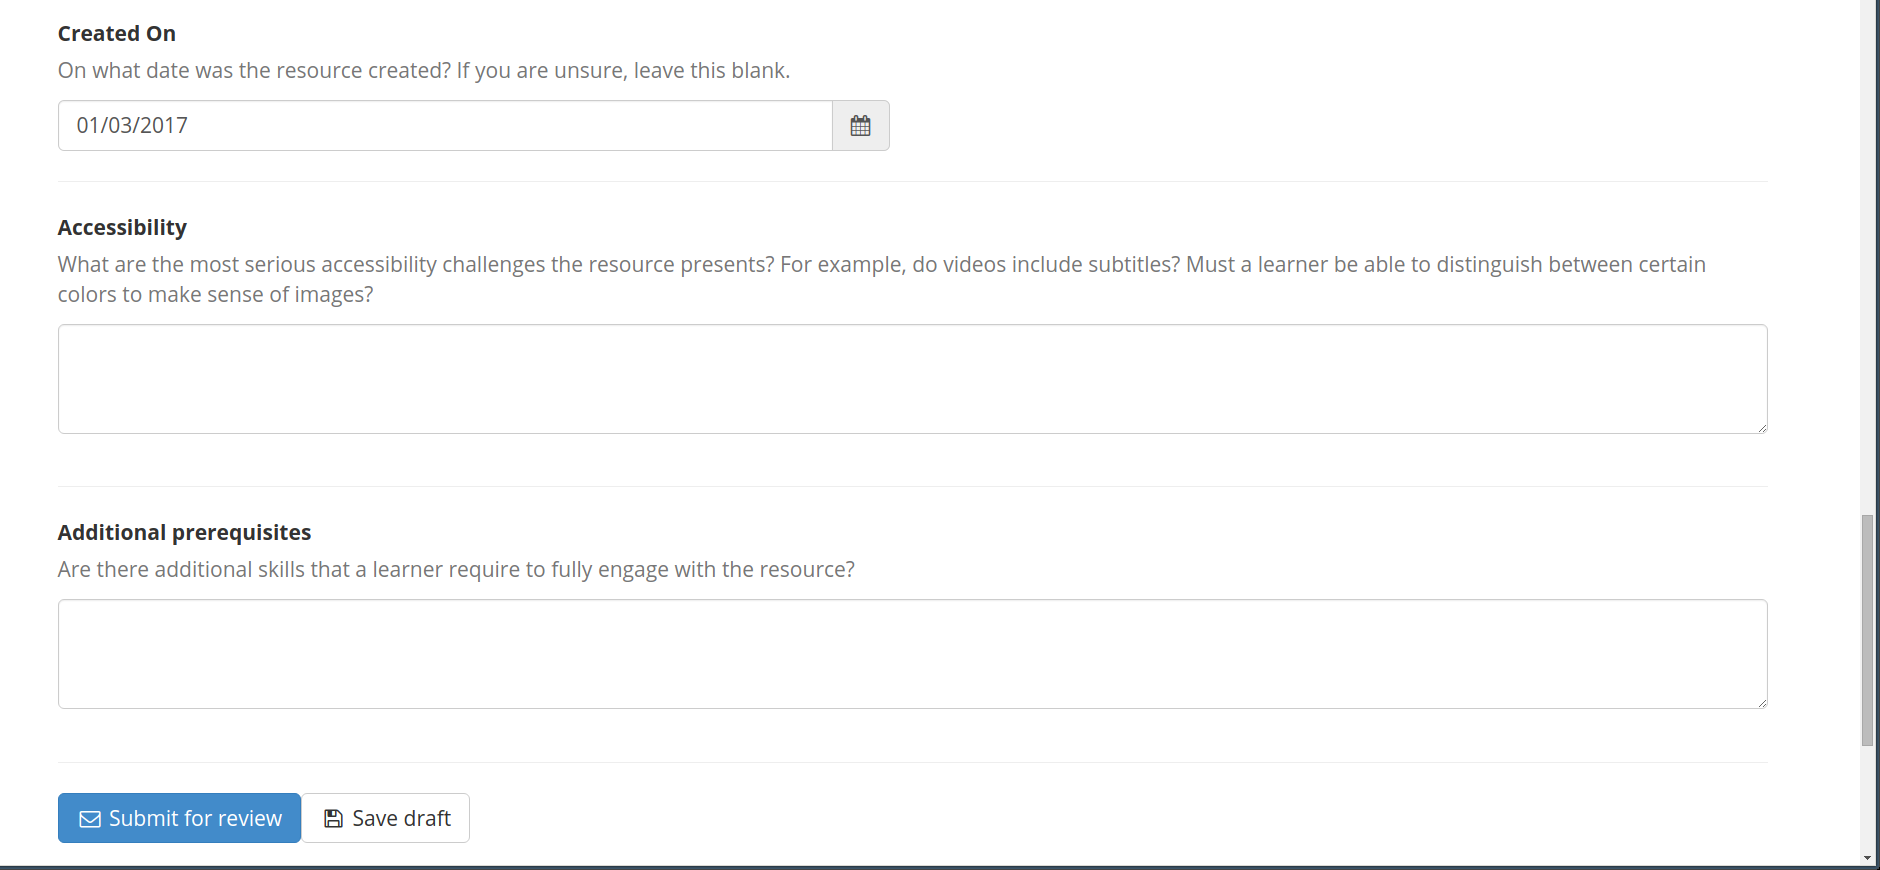 Created On
On what date was the resource created? If you are unsure, leave this blank.
01/03/2017
Accessibility
What are the most serious accessibility challenges the resource presents? For example, do videos include subtitles? Must a learner be able to distinguish between certain
colors to make sense of images?
Additional prerequisites
Are there additional skills that a learner require to fully engage with the resource?
Submit for review
Save draft